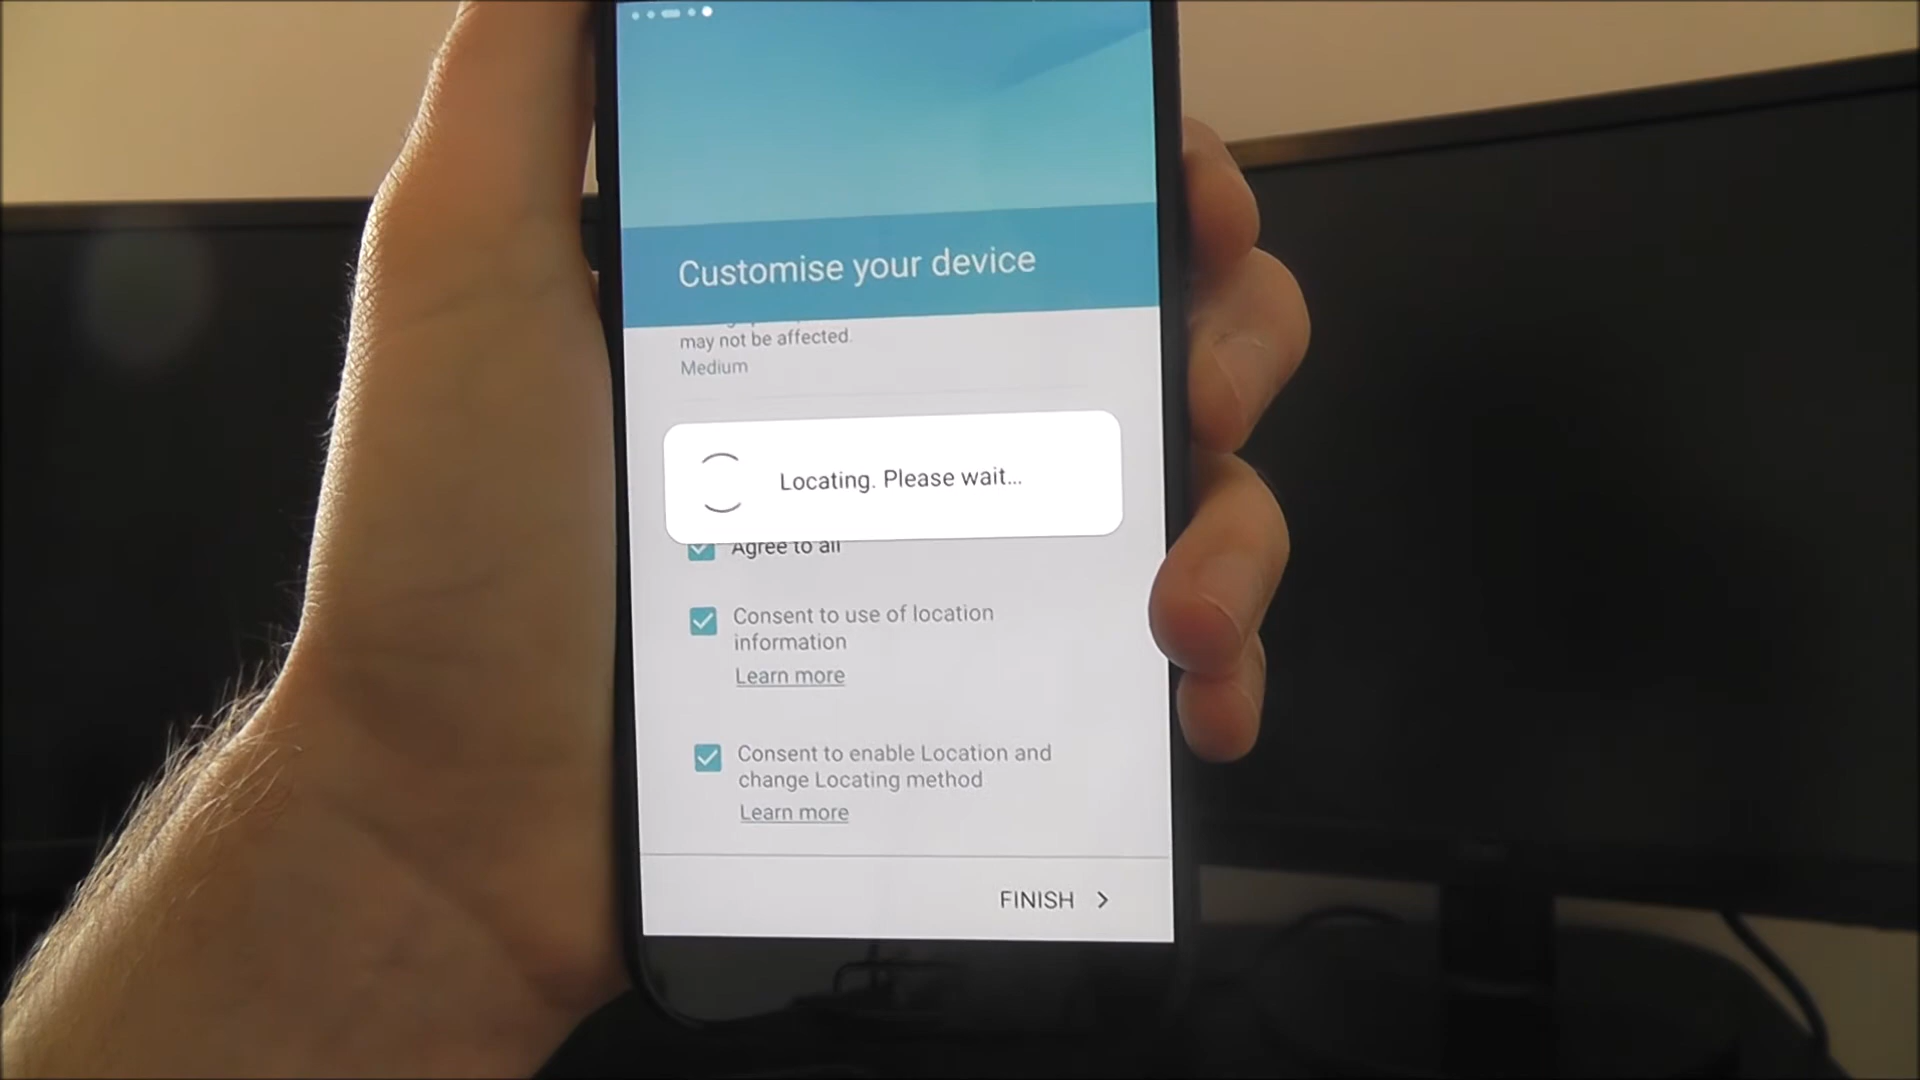 Customise your device
may not be affected.
Medium
Locating. Please wait...
Agree to all
Consent to use of location
information
Learn more
Consent to enable Location and
change Locating method
Learn more
FINISH